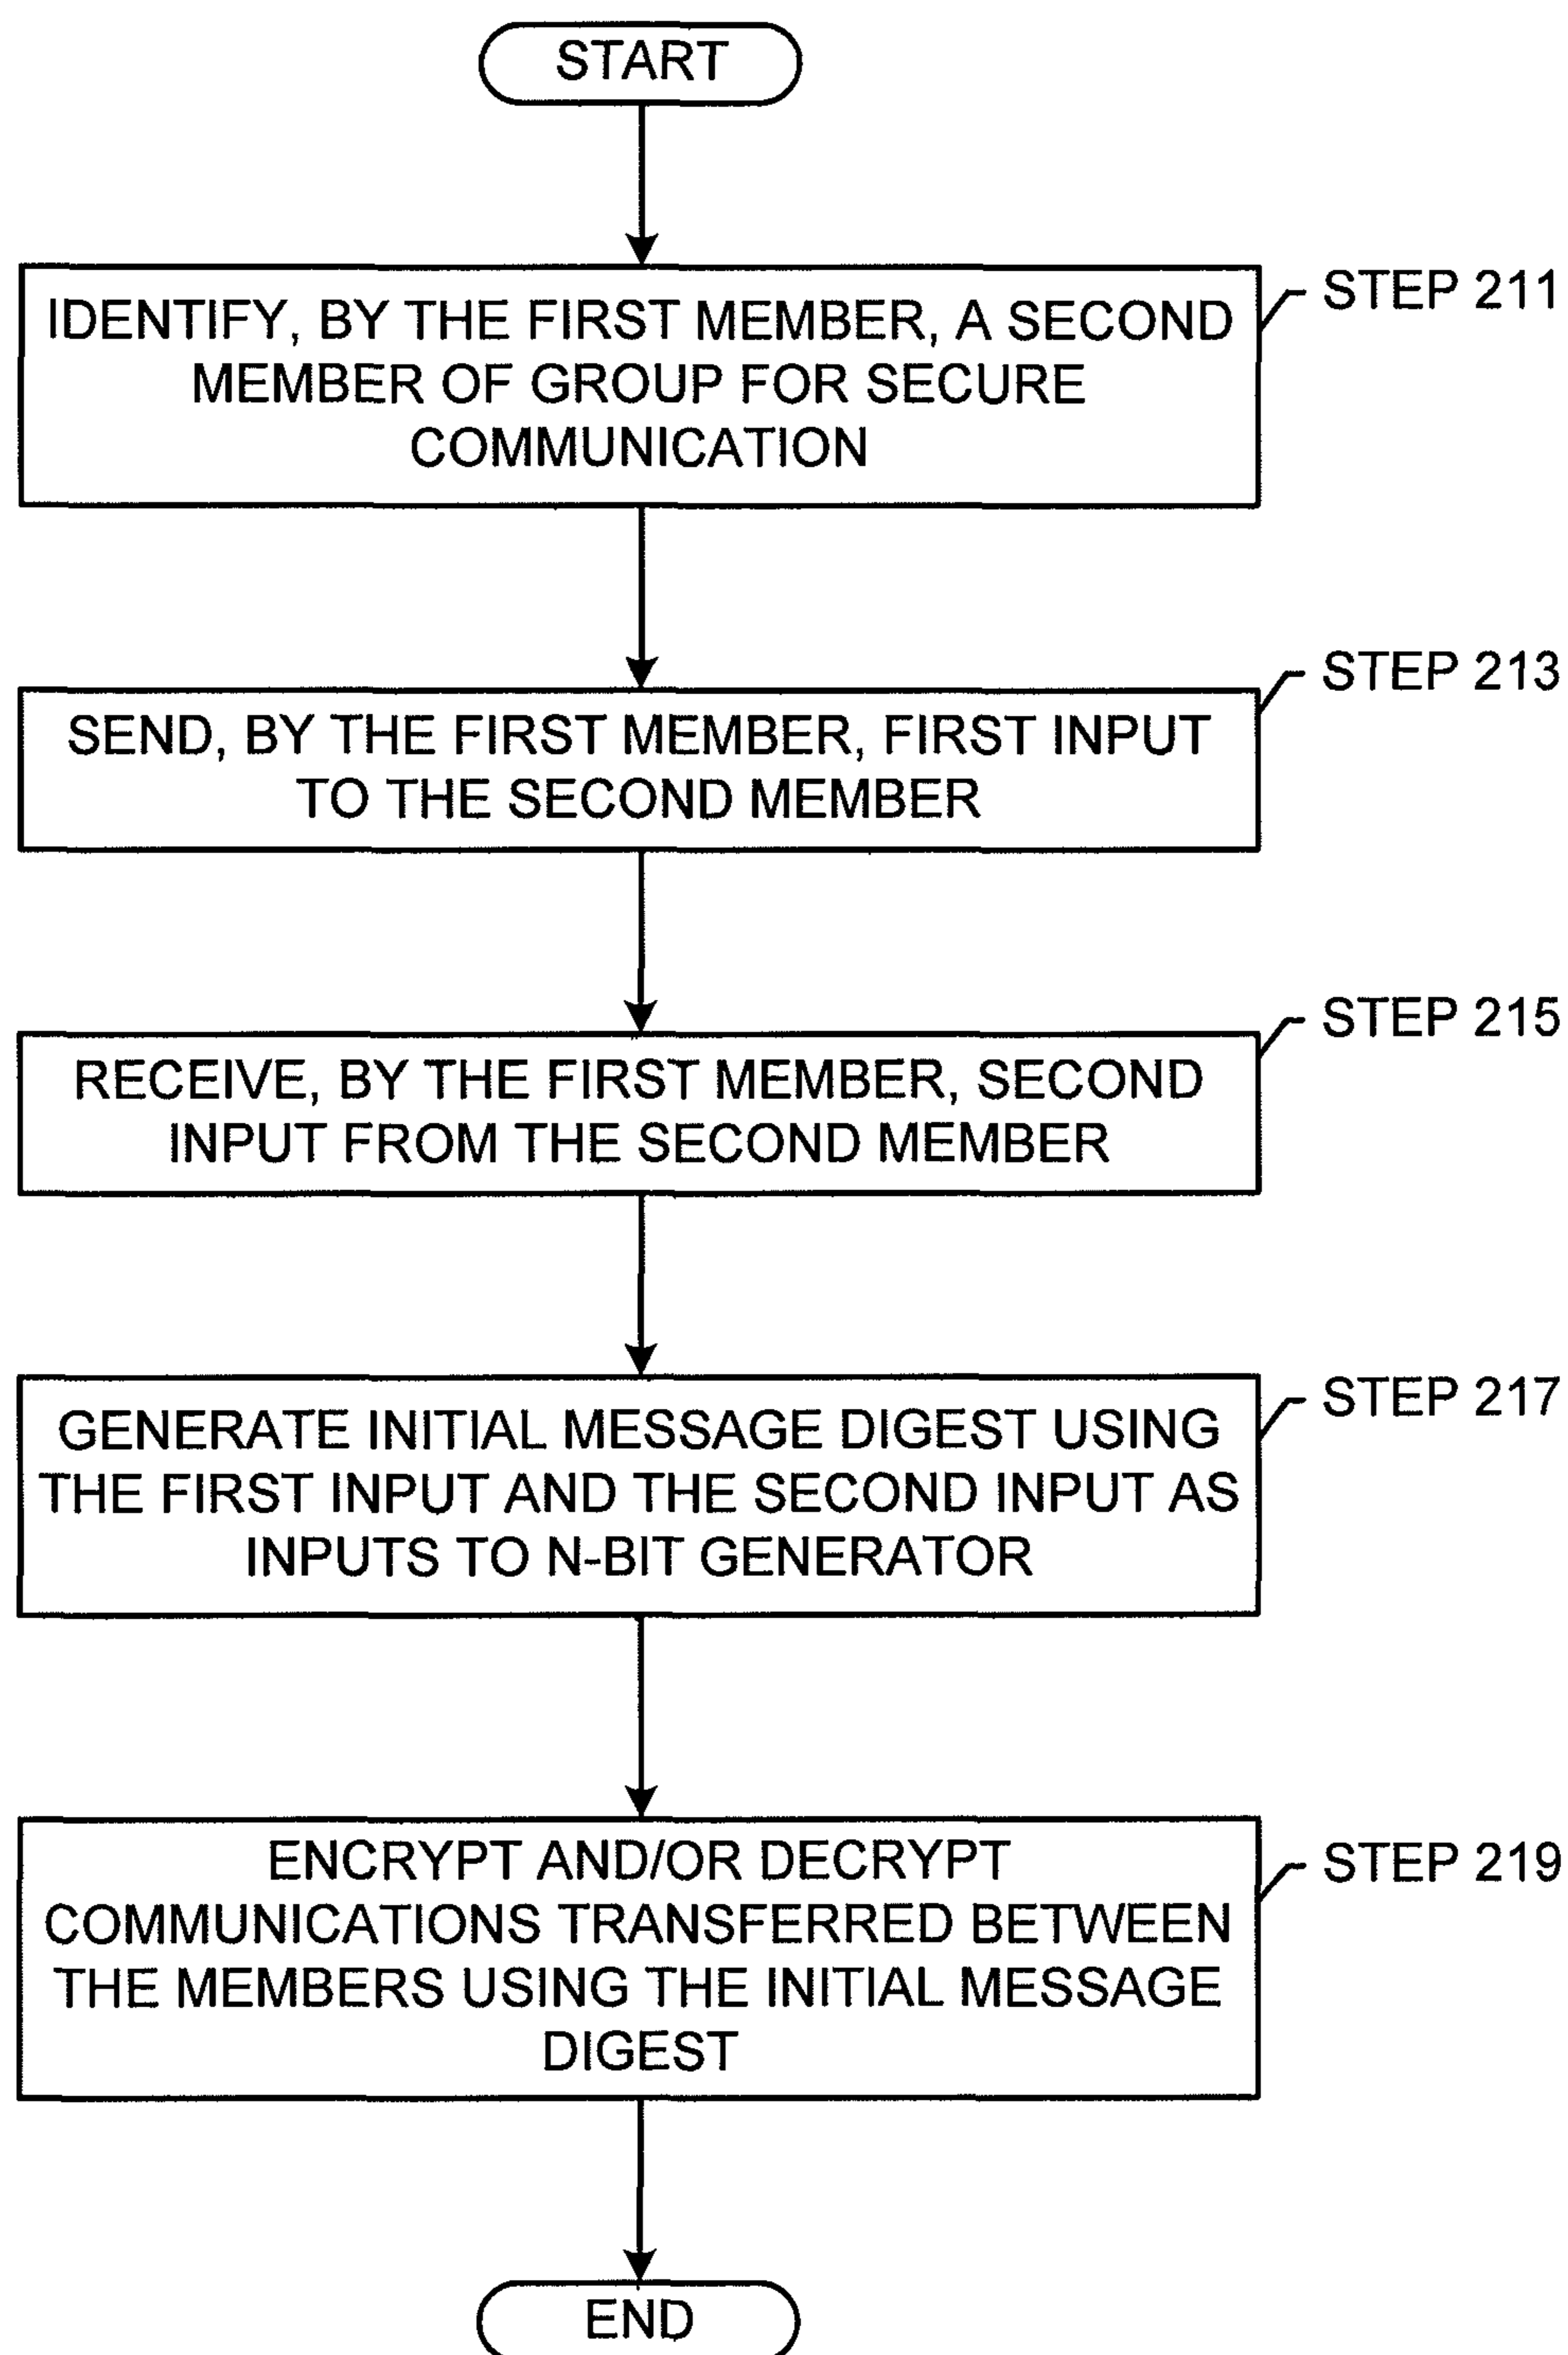 START
IDENTIFY, BY THE FIRST MEMBER, A SECOND
MEMBER OF GROUP FOR SECURE
COMMUNICATION
STEP 211
SEND, BY THE FIRST MEMBER, FIRST INPUT
TO THE SECOND MEMBER
STEP 213
RECEIVE, BY THE FIRST MEMBER, SECOND
INPUT FROM THE SECOND MEMBER
STEP 215
GENERATE INITIAL MESSAGE DIGEST USING
THE FIRST INPUT AND THE SECOND INPUT AS
INPUTS TO N-BIT GENERATOR
STEP 217
ENCRYPT AND/OR DECRYPT
COMMUNICATIONS TRANSFERRED BETWEEN
THE MEMBERS USING THE INITIAL MESSAGE
DIGEST
STEP 219
END